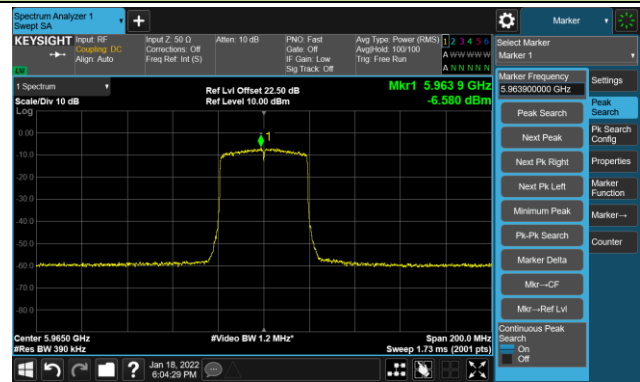 Spectrum Analyzer 1
Swept SA
Marker
KEYSIGHT
Input: RF
Coupling: DC
Align: Auto
Input Z: 50 Ω
Corrections: Off
Freq Ref: Int (S)
Atten: 10 dB
PNO: Fast
Gate: Off
IF Gain: Low
Sig Track: Off
Avg Type: Power (RMS)
Avg|Hold: 100/100
Trig: Free Run
1 2 3 4 5 6
A W W W W W
A N N N N N
LW
Select Marker
Marker 1
1 Spectrum
Scale/Div 10 dB
Ref Lvl Offset 22.50 dB
Ref Level 10.00 dBm
Mkr1 5.963 9 GHz
-6.580 dBm
Log
0.00
-10.0
-20.0
-30.0
-40.0
-50.0
-60.0
-70.0
-80.0
1
Center 5.9650 GHz
#Res BW 390 kHz
#Video BW 1.2 MHz*
Span 200.0 MHz
Sweep 1.73 ms (2001 pts)
Marker Frequency
5.963900000 GHz
Peak Search
Next Peak
Next Pk Right
Next Pk Left
Minimum Peak
Pk-Pk Search
Marker Delta
Mkr→CF
Mkr→Ref Lvl
Continuous Peak
Search
On
Off
Settings
Peak
Search
Pk Search
Config
Properties
Marker
Function
Marker→
Counter
Jan 18, 2022
6:04:29 PM